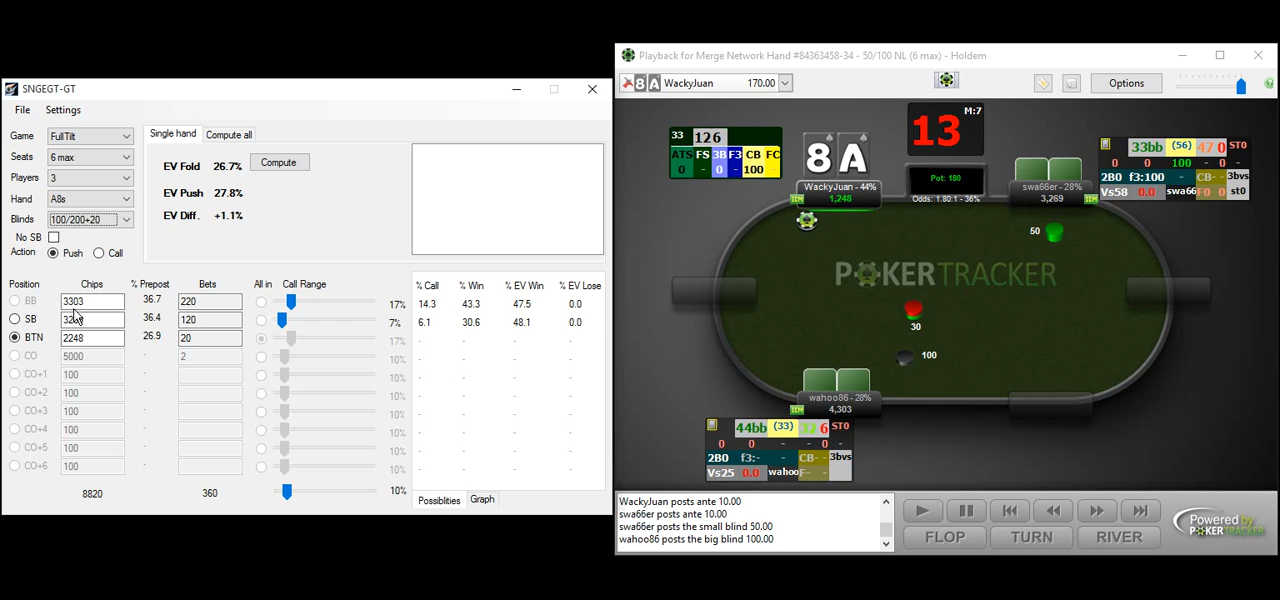 SNGEGT-GT
File Settings
Game FullTilt
Seats 6 max
Players 3
Hand A8s
Blinds 100/200+20
No SB
Action Push Call
Single hand Compute all
EV Fold 26.7% Compute
EV Push 27.8%
EV Diff. +1.1%
Position Chips % Prepost Bets All in Call Range
BB 3303 36.7 220 17%
SB 36.4 120 7%
BTN 2248 26.9 20 17%
CO 5000 - 2 10%
CO+1 100 - 10%
CO+2 100 - 10%
CO+3 100 - 10%
CO+4 100 - 10%
CO+5 100 - 10%
CO+6 100 - 10%
8820 360 10%
% Call % Win % EV Win % EV Lose
14.3 43.3 47.5 0.0
6.1 30.6 48.1 0.0
Possiblities Graph
Playback for Merge Network Hand #84363458-34 - 50/100 NL (6 max) - Holdem
8 A WackyJuan 170.00 Options
33 126
ATS FS 3B F3 CB FC
0 - 0 - 100 -
8 A
WackyJuan - 44%
1,248
13 M:7
Pot: 180
Odds: 1.80:1 - 36%
swa66er - 28%
3,269
33bb (56) 47 0 ST0
0 0 100 - -
2B0 f3:100 CB- - 3bvs
Vs58 0.0 swa66 F0 0 st0
50
POKERTRACKER
30
100
wahoo86 - 28%
4,303
44bb (33) 32 6 ST0
0 0 - - -
2B0 f3:- - CB- - 3bvs
Vs25 0.0 wahoo F- -
WackyJuan posts ante 10.00
swa66er posts ante 10.00
swa66er posts the small blind 50.00
wahoo86 posts the big blind 100.00
FLOP TURN RIVER
Powered by
POKERTRACKER